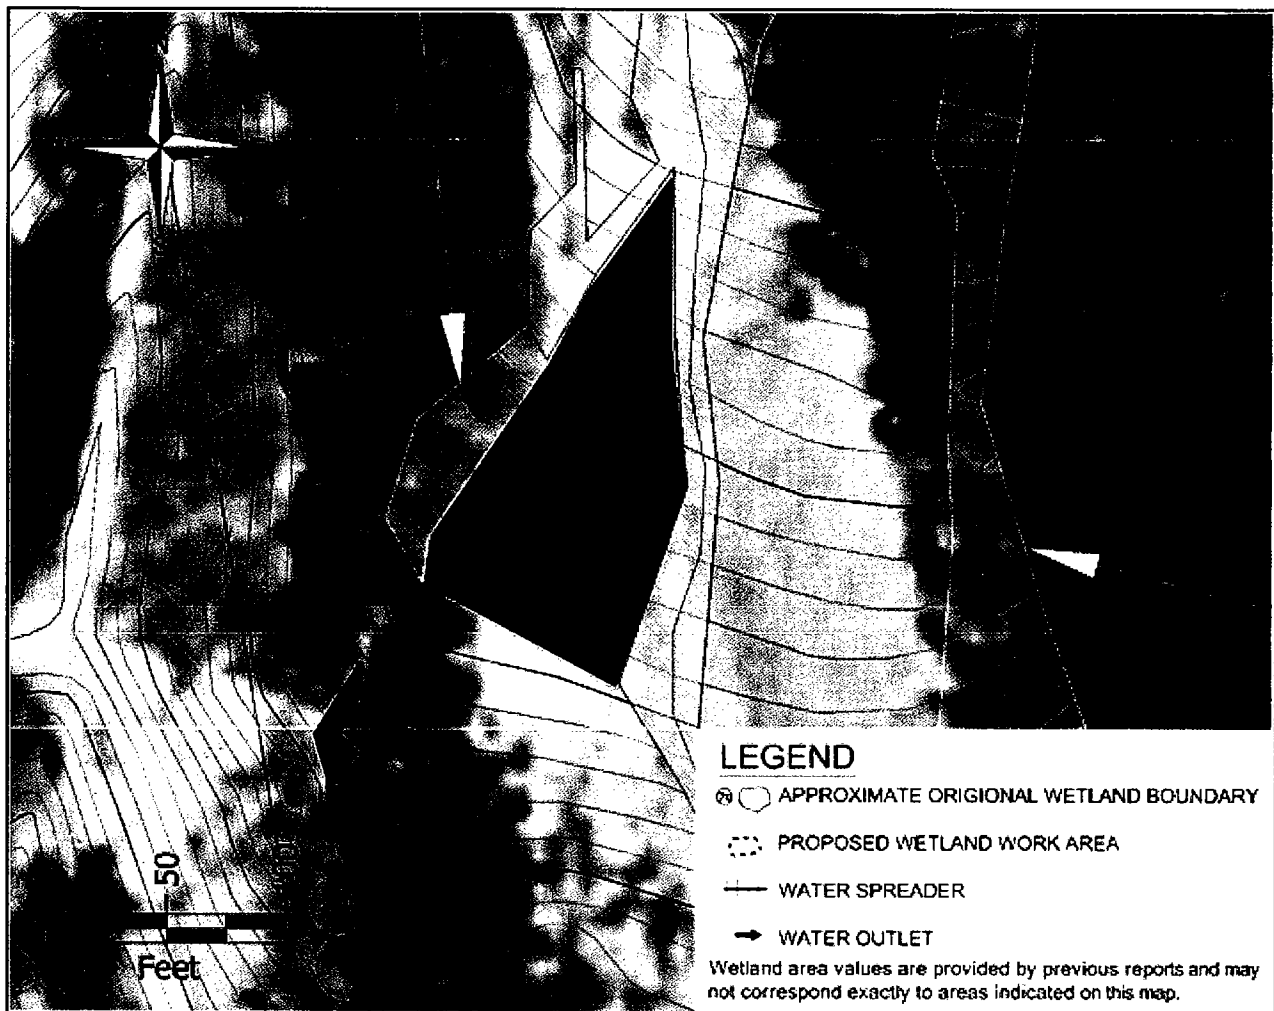 50
Feet
LEGEND
APPROXIMATE ORIGIONAL WETLAND BOUNDARY
PROPOSED WETLAND WORK AREA
WATER SPREADER
WATER OUTLET
Wetland area values are provided by previous reports and may
not correspond exactly to areas indicated on this map.